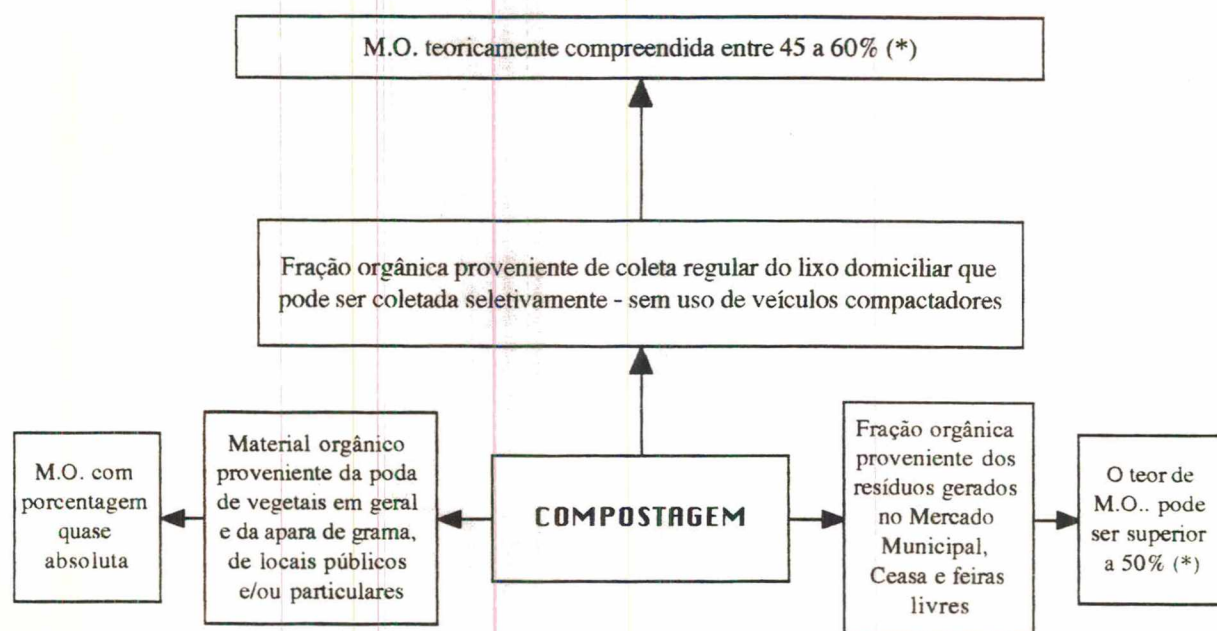 M.O. teoricamente compreendida entre 45 a 60% (*)
Fração orgânica proveniente de coleta regular do lixo domiciliar que
pode ser coletada seletivamente - sem uso de veículos compactadores
M.O. com
porcentagem
quase
absoluta
Material orgânico
proveniente da poda
de vegetais em geral
e da apara de grama,
de locais públicos
e/ou particulares
COMPOSTAGEM
Fração orgânica
proveniente dos
resíduos gerados
no Mercado
Municipal,
Ceasa e feiras
livres
O teor de
M.O.. pode
ser superior
a 50% (*)